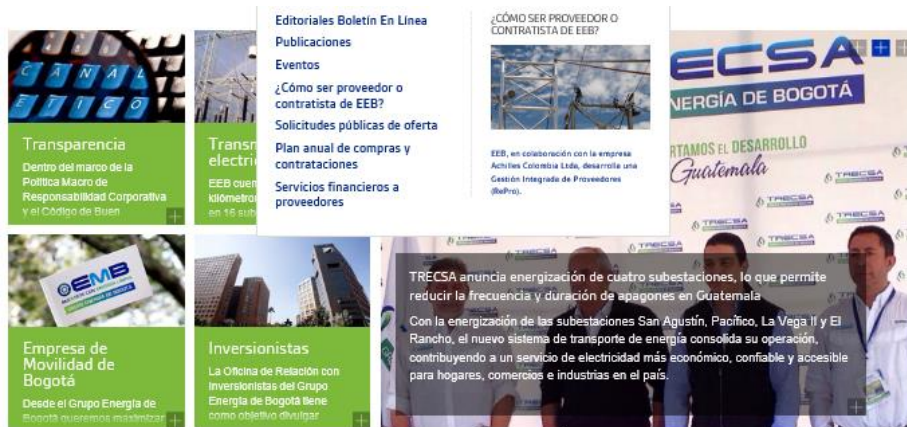 Editoriales Boletín En Línea
Publicaciones
Eventos
¿Cómo ser proveedor o
contratista de EEB?
Solicitudes públicas de oferta
Plan anual de compras y
contrataciones
Servicios financieros a
proveedores
¿CÓMO SER PROVEEDOR O
CONTRATISTA DE EEB?
EEB, en colaboración con la empresa
Achilles Colombia Ltda, desarrolla una
Gestión Integrada de Proveedores
(RePro).
CANAL
ETICO
Transparencia
Dentro del marco de la
Política Macro de
Responsabilidad Corporativa
y el Código de Buen
Transm
electric
EEB cuen
kilómetro
en 16 sub
ECSA
NERGÍA DE BOGOTÁ
RTAMOS EL DESARROLLO
Guatemala
TRECSA
TRECSA
TRECSA
EMB
GRUPO ENERGÍA DE BOGOTÁ
Empresa de
Movilidad de
Bogotá
Desde el Grupo Energía de
Bogotá queremos maximizar
Inversionistas
La Oficina de Relación con
Inversionistas del Grupo
Energía de Bogotá tiene
como objetivo divulgar
TRECSA anuncia energización de cuatro subestaciones, lo que permite
reducir la frecuencia y duración de apagones en Guatemala
Con la energización de las subestaciones San Agustín, Pacífico, La Vega II y El
Rancho, el nuevo sistema de transporte de energía consolida su operación,
contribuyendo a un servicio de electricidad más económico, confiable y accesible
para hogares, comercios e industrias en el país.